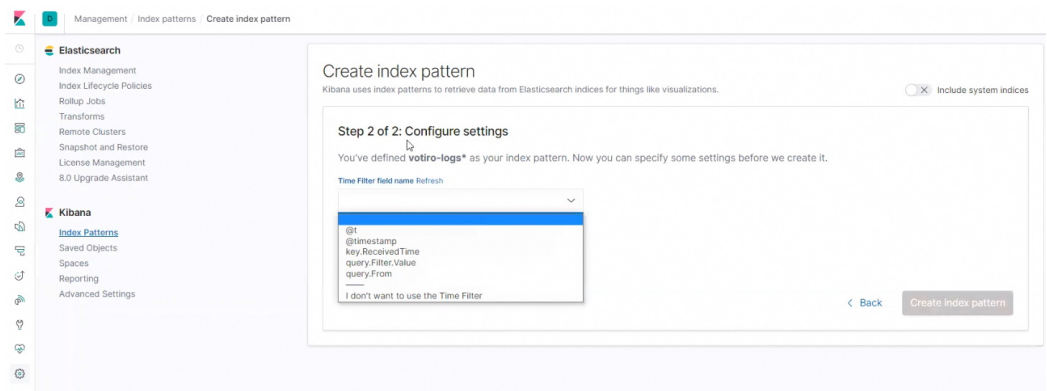 D Management / Index patterns / Create index pattern
Elasticsearch
Index Management
Index Lifecycle Policies
Rollup Jobs
Transforms
Remote Clusters
Snapshot and Restore
License Management
8.0 Upgrade Assistant
Kibana
Index Patterns
Saved Objects
Spaces
Reporting
Advanced Settings
Create index pattern
Kibana uses index patterns to retrieve data from Elasticsearch indices for things like visualizations.
Include system indices
Step 2 of 2: Configure settings
You've defined votiro-logs* as your index pattern. Now you can specify some settings before we create it.
Time Filter field name Refresh
@t
@timestamp
key.ReceivedTime
query.Filter.Value
query.From
I don't want to use the Time Filter
Back
Create index pattern